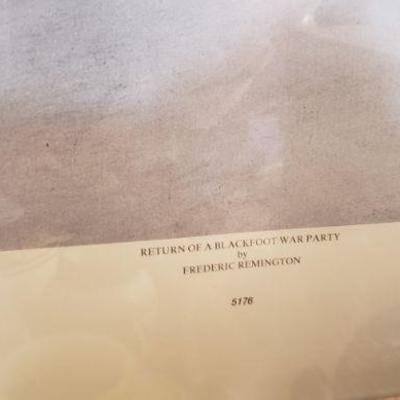 RETURN OF A BLACKFOOT WAR PARTY
by
FREDERIC REMINGTON
5176